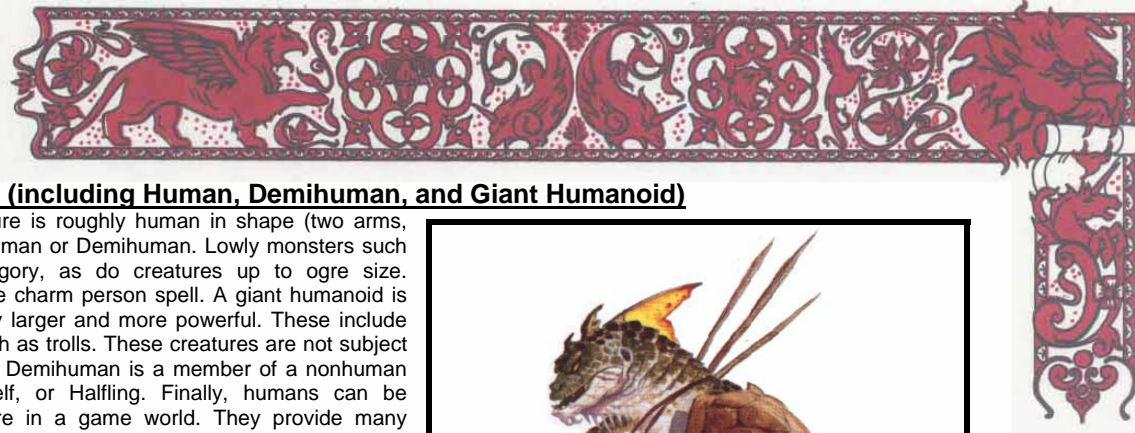 (including Human, Demihuman, and Giant Humanoid)
ure is roughly human in shape (two arms,
man or Demihuman. Lowly monsters such
gory, as do creatures up to ogre size.
e charm person spell. A giant humanoid is
y larger and more powerful. These include
h as trolls. These creatures are not subject
Demihuman is a member of a nonhuman
elf, or Halfling. Finally, humans can be
re in a game world. They provide many